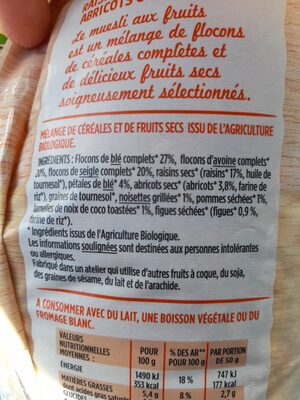 ABRICOTS &
Le muesli aux fruits
est un mélange de flocons
de céréales complètes et
de délicieux fruits secs
soigneusement sélectionnés.
MÉLANGE DE CÉRÉALES ET DE FRUITS SECS ISSU DE L'AGRICULTURE
BIOLOGIQUE.
INGRÉDIENTS : Flocons de blé complets* 27%, flocons d'avoine complets*
20%, flocons de seigle complets* 20%, raisins secs* (raisins* 17%, huile de
tournesol*), pétales de blé* 4%, abricots secs* (abricots* 3,8%, farine de
riz*), graines de tournesol*, noisettes grillées* 1%, pommes séchées* 1%,
lamelles de noix de coco toastées* 1%, figues séchées* (figues* 0,9 %,
farine de riz*).
* Ingrédients issus de l'Agriculture Biologique.
Les informations soulignées sont destinées aux personnes intolérantes
ou allergiques.
Fabriqué dans un atelier qui utilise d'autres fruits à coque, du soja,
des graines de sésame, du lait et de l'arachide.
A CONSOMMER AVEC DU LAIT, UNE BOISSON VÉGÉTALE OU DU
FROMAGE BLANC.
VALEURS
NUTRITIONNELLES
MOYENNES : POUR 100 g % DES AR** POUR 100 g PAR PORTION DE 50 g
ÉNERGIE 1490 kJ 353 kcal 18 % 747 kJ 177 kcal
MATIÈRES GRASSES 5,4 g 8 % 2,7 g
dont acides gras